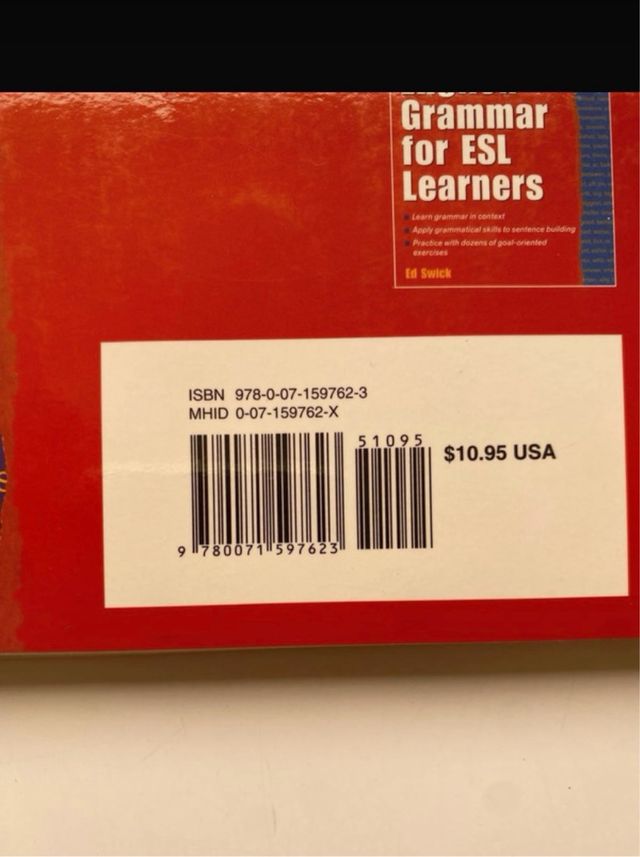 Grammar
for ESL
Learners
Learn grammar in context
Apply grammatical skills to sentence building
Practice with dozens of goal-oriented
exercises
Ed Swick
ISBN 978-0-07-159762-3
MHID 0-07-159762-X
51095
$10.95 USA
9 780071 597623